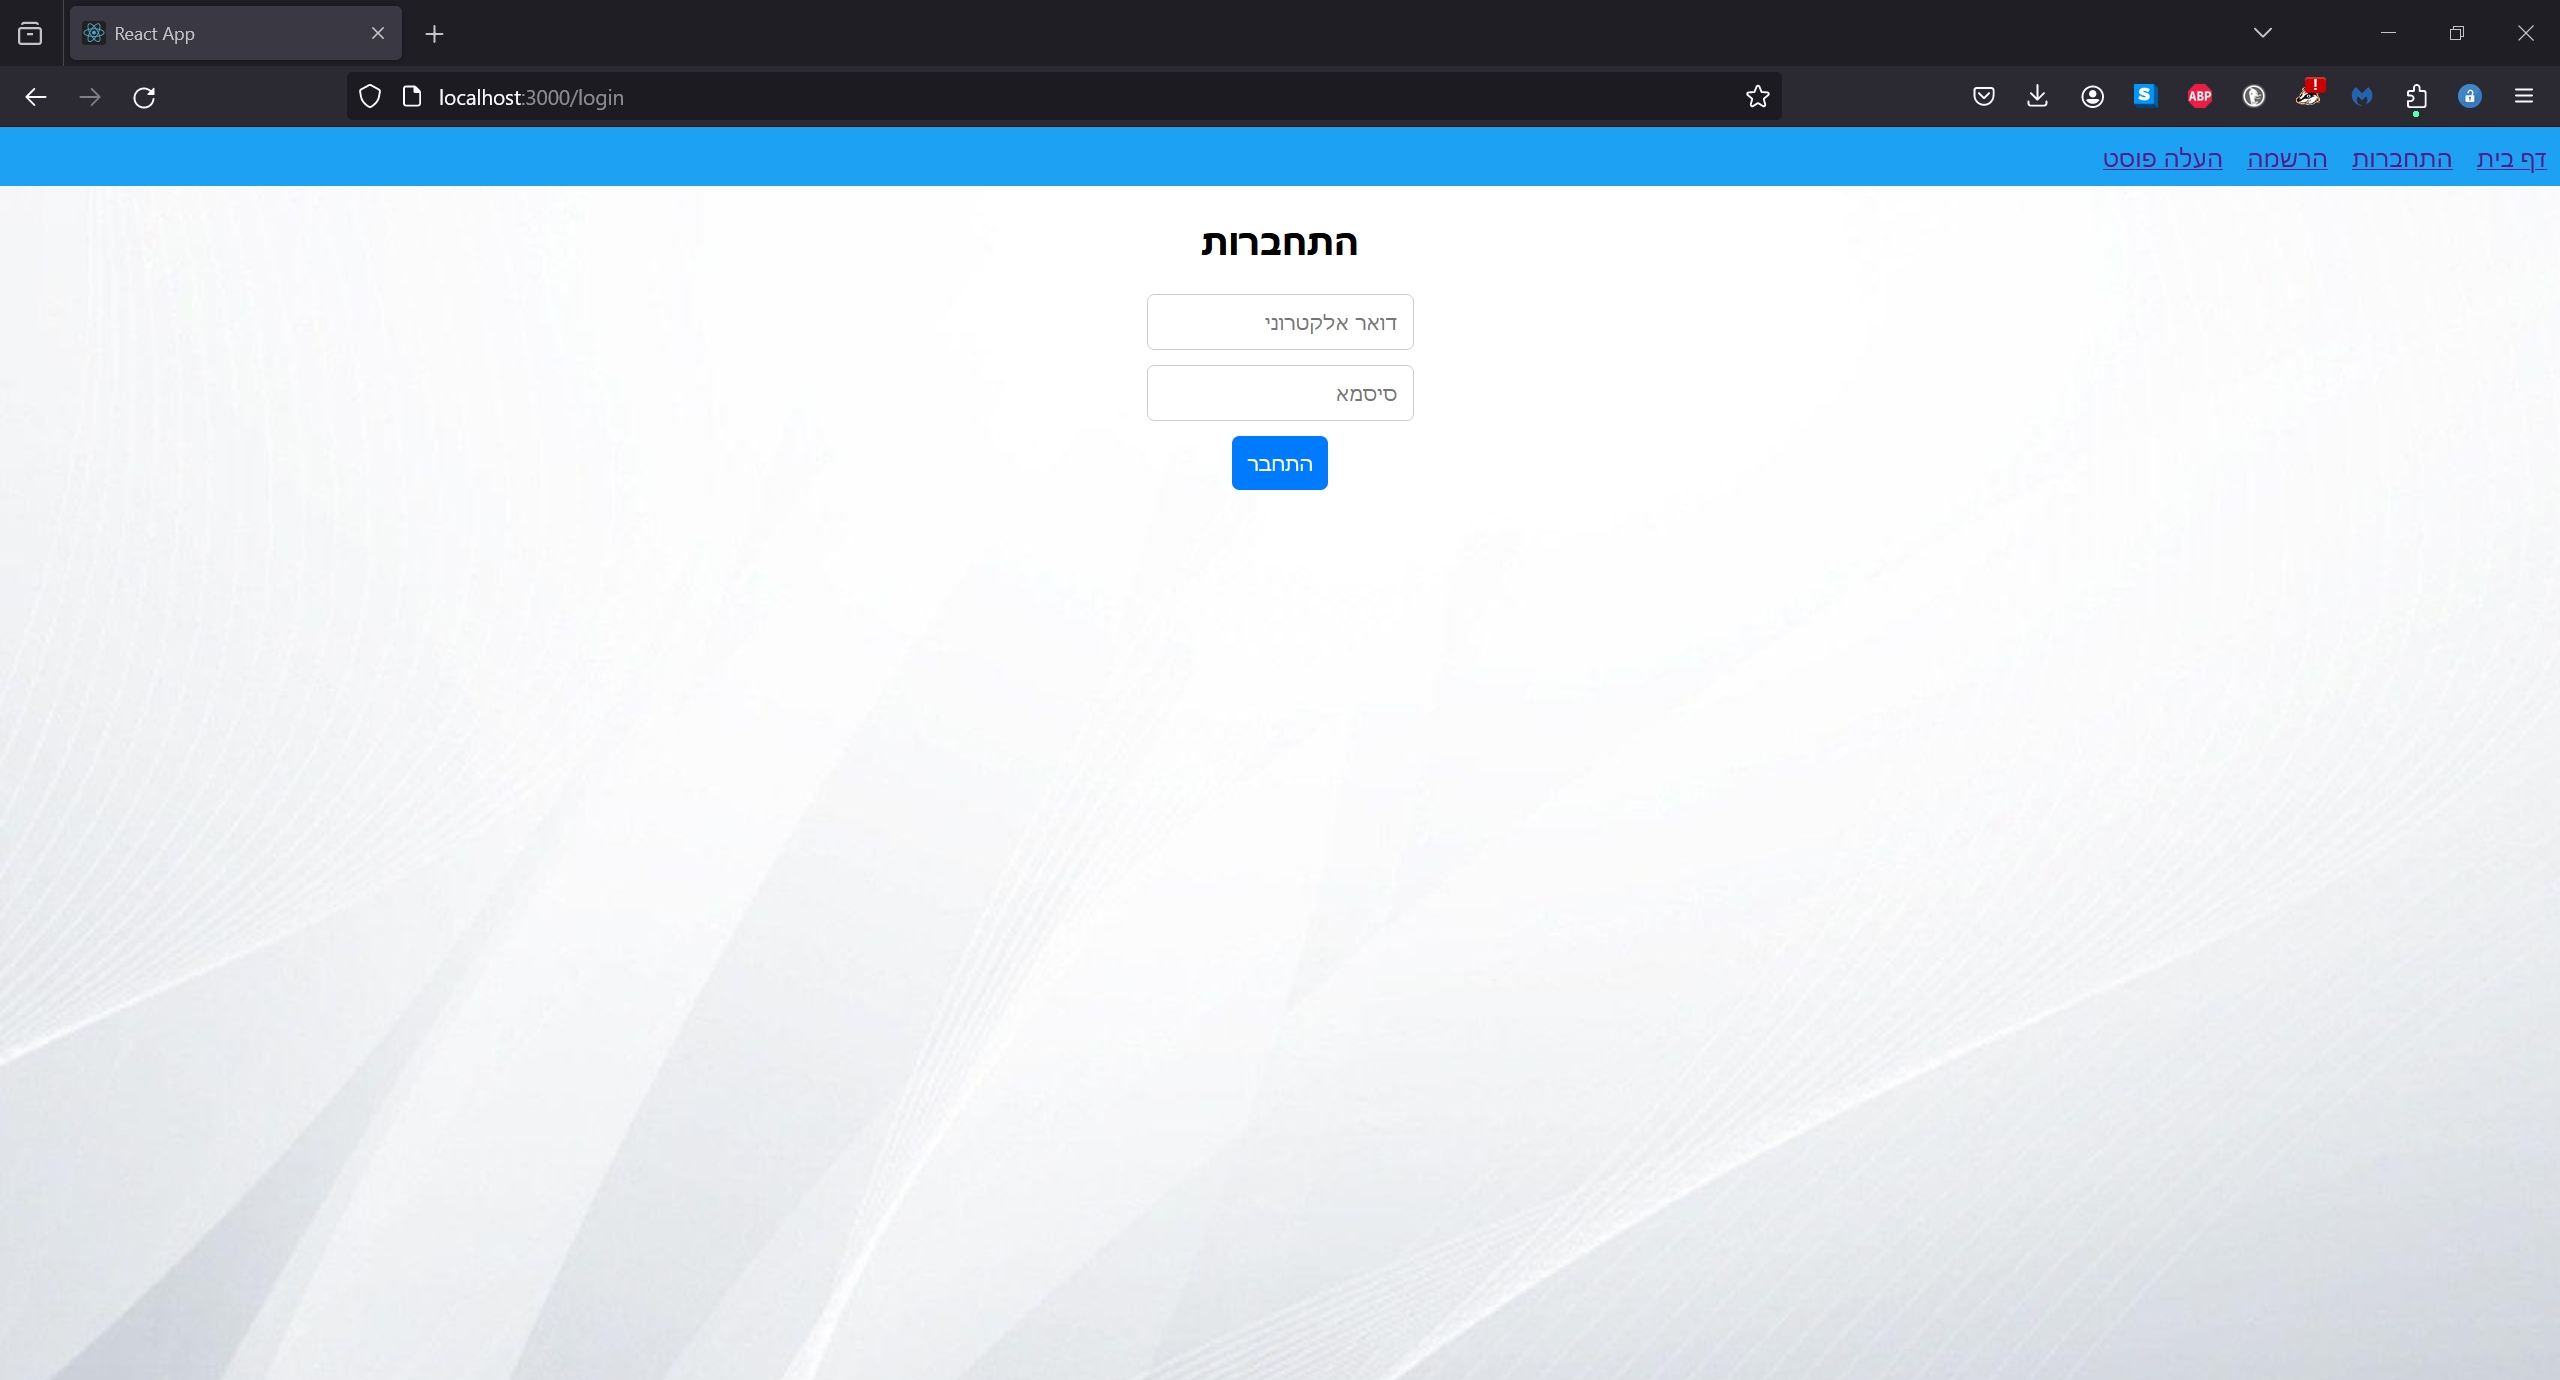 React App
localhost:3000/login
S ABP !
דף בית התחברות הרשמה העלה פוסט
התחברות
דואר אלקטרוני
סיסמא
התחבר